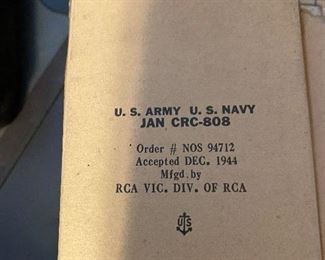 U. S. ARMY U. S. NAVY
JAN CRC-808
Order # NOS 94712
Accepted DEC. 1944
Mfgd. by
RCA VIC. DIV. OF RCA
U S